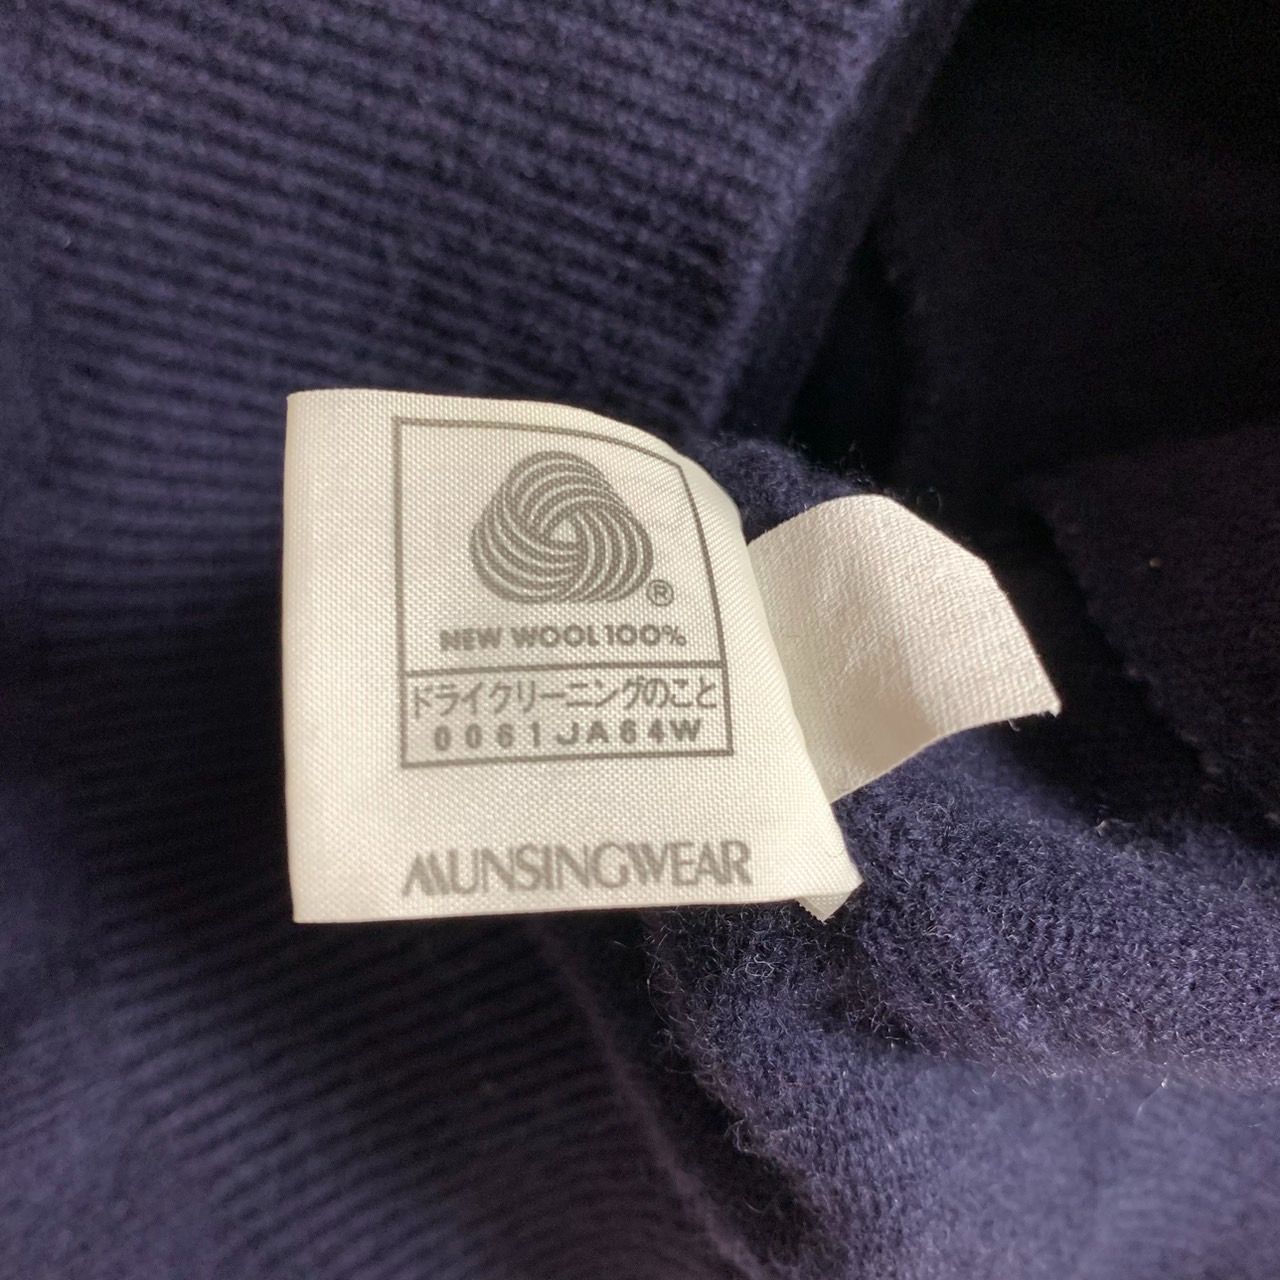 ®
NEW WOOL 100%
ドライクリーニングのこと
0061JA64W
MUNSINGWEAR